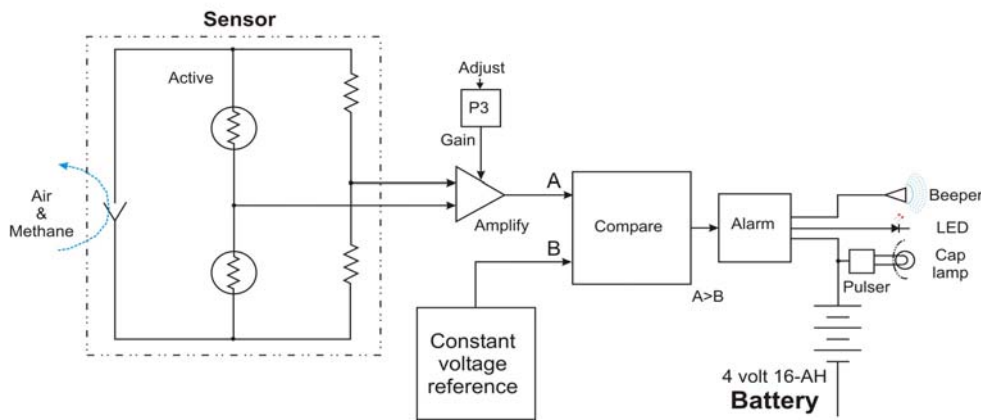 Sensor
Active
Air
&
Methane
Adjust
P3
Gain
Amplify
A
B
Compare
A>B
Constant
voltage
reference
Alarm
Beeper
LED
Cap
lamp
Pulser
4 volt 16-AH
Battery